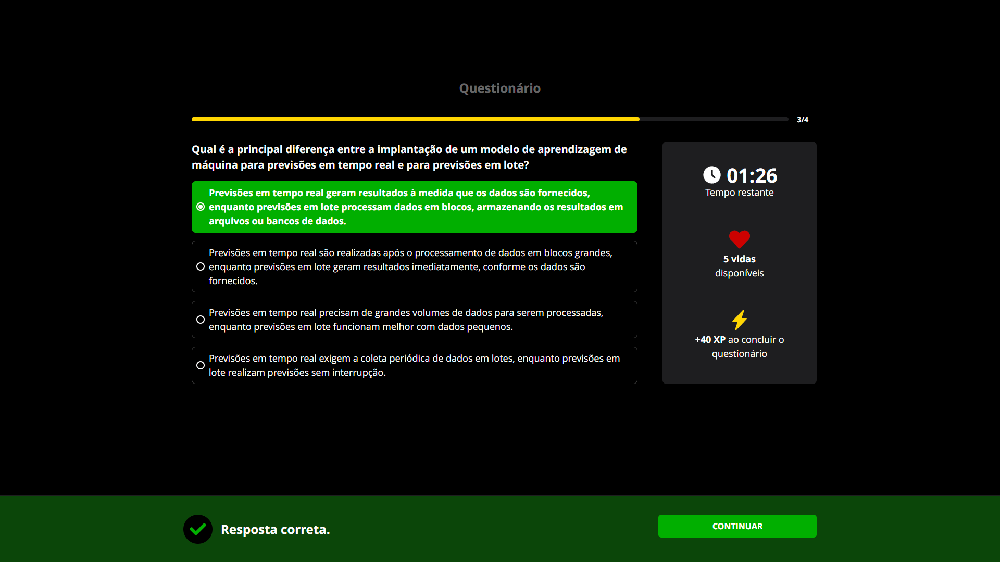 Questionário
3/4
Qual é a principal diferença entre a implantação de um modelo de aprendizagem de
máquina para previsões em tempo real e para previsões em lote?
Previsões em tempo real geram resultados à medida que os dados são fornecidos,
enquanto previsões em lote processam dados em blocos, armazenando os resultados em
arquivos ou bancos de dados.
Previsões em tempo real são realizadas após o processamento de dados em blocos grandes,
enquanto previsões em lote geram resultados imediatamente, conforme os dados são
fornecidos.
Previsões em tempo real precisam de grandes volumes de dados para serem processadas,
enquanto previsões em lote funcionam melhor com dados pequenos.
Previsões em tempo real exigem a coleta periódica de dados em lotes, enquanto previsões em
lote realizam previsões sem interrupção.
01:26
Tempo restante
5 vidas
disponíveis
+40 XP ao concluir o
questionário
Resposta correta.
CONTINUAR